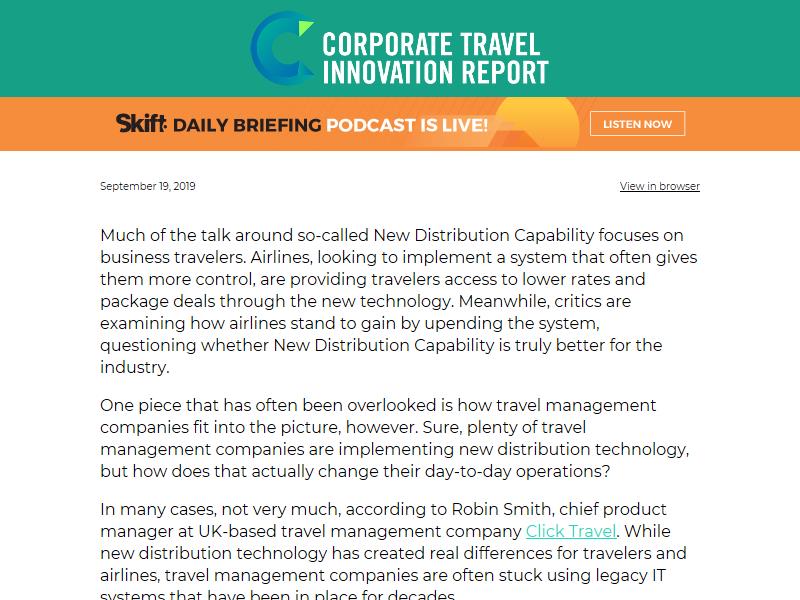 CORPORATE TRAVEL
INNOVATION REPORT
Skift DAILY BRIEFING PODCAST IS LIVE! LISTEN NOW
September 19, 2019 View in browser
Much of the talk around so-called New Distribution Capability focuses on
business travelers. Airlines, looking to implement a system that often gives
them more control, are providing travelers access to lower rates and
package deals through the new technology. Meanwhile, critics are
examining how airlines stand to gain by upending the system,
questioning whether New Distribution Capability is truly better for the
industry.
One piece that has often been overlooked is how travel management
companies fit into the picture, however. Sure, plenty of travel
management companies are implementing new distribution technology,
but how does that actually change their day-to-day operations?
In many cases, not very much, according to Robin Smith, chief product
manager at UK-based travel management company Click Travel. While
new distribution technology has created real differences for travelers and
airlines, travel management companies are often stuck using legacy IT
systems that have been in place for decades.